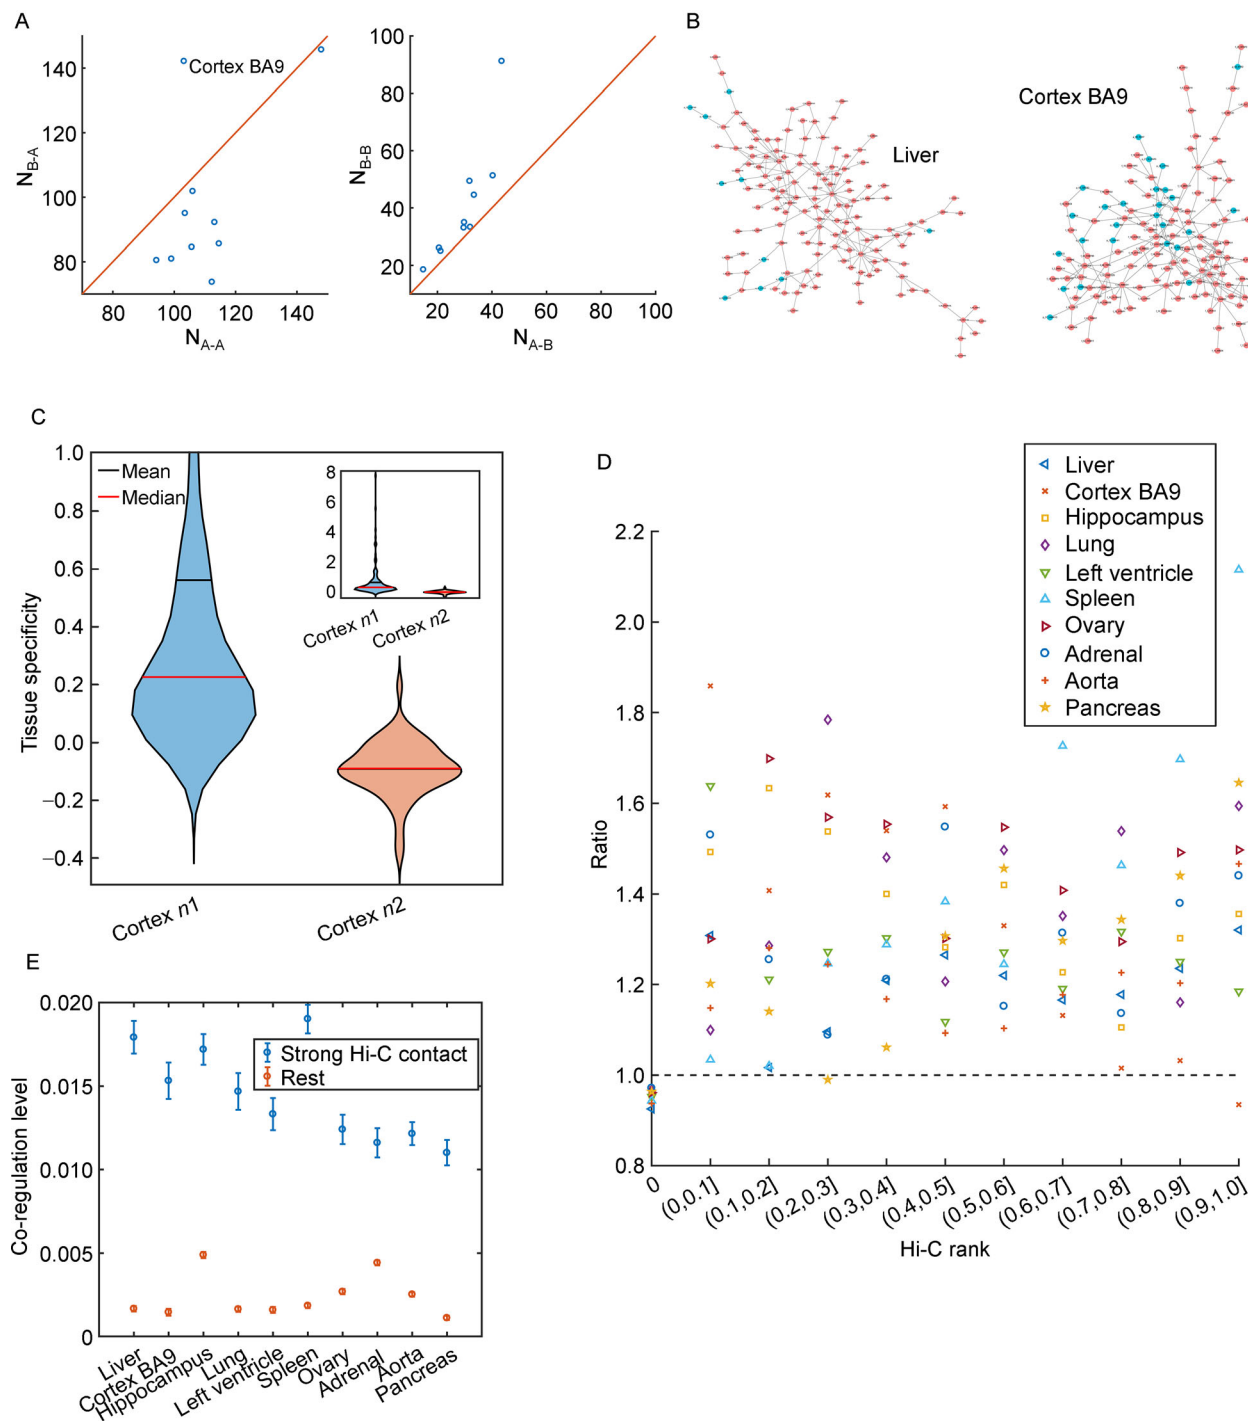 A
B
Cortex BA9
N_B-A
140
120
100
80
80
100
120
140
N_A-A
N_B-B
100
80
60
40
20
20
40
60
80
100
N_A-B
Liver
Cortex BA9
C
Tissue specificity
1.0
0.8
0.6
0.4
0.2
0.0
−0.2
−0.4
Mean
Median
8
6
4
2
0
Cortex n1
Cortex n2
Cortex n1
Cortex n2
D
Liver
Cortex BA9
Hippocampus
Lung
Left ventricle
Spleen
Ovary
Adrenal
Aorta
Pancreas
Ratio
2.2
2.0
1.8
1.6
1.4
1.2
1.0
0.8
0
(0,0.1]
(0.1,0.2]
(0.2,0.3]
(0.3,0.4]
(0.4,0.5]
(0.5,0.6]
(0.6,0.7]
(0.7,0.8]
(0.8,0.9]
(0.9,1.0]
Hi-C rank
E
Co-regulation level
0.020
0.015
0.010
0.005
0
Strong Hi-C contact
Rest
Liver
Cortex BA9
Hippocampus
Lung
Left ventricle
Spleen
Ovary
Adrenal
Aorta
Pancreas